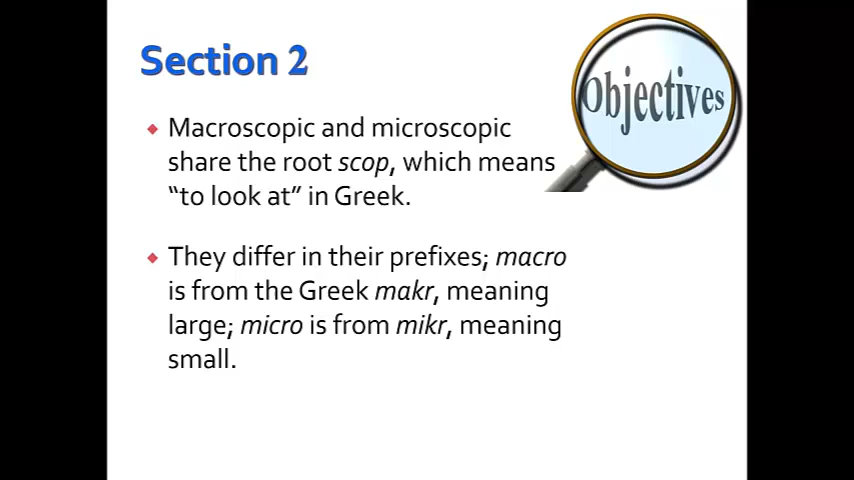 Section 2
Objectives
Macroscopic and microscopic
share the root scop, which means
“to look at” in Greek.
They differ in their prefixes; macro
is from the Greek makr, meaning
large; micro is from mikr, meaning
small.